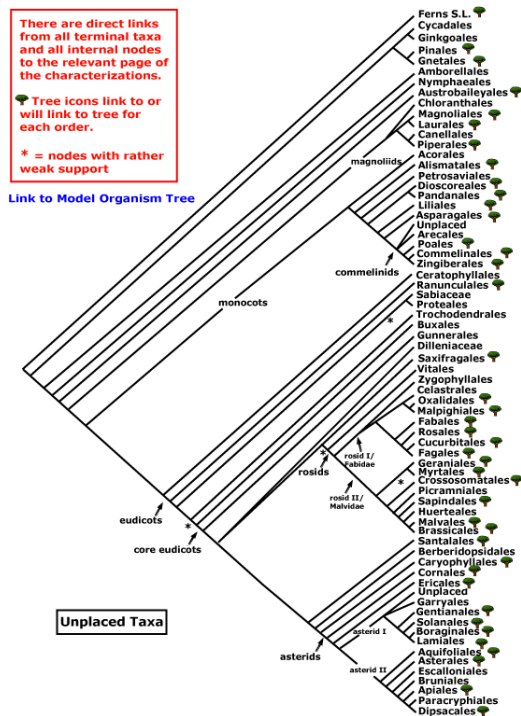 There are direct links
from all terminal taxa
and all internal nodes
to the relevant page of
the characterizations.
Tree icons link to or
will link to tree for
each order.
* = nodes with rather
weak support
Link to Model Organism Tree
Ferns S.L.
Cycadales
Ginkgoales
Pinales
Gnetales
Amborellales
Nymphaeales
Austrobaileyales
Chloranthales
Magnoliales
Laurales
Canellales
Piperales
magnoliids
Acorales
Alismatales
Petrosaviales
Dioscoreales
Pandanales
Liliales
Asparagales
Unplaced
Arecales
Poales
Commelinales
Zingiberales
commelinids
monocots
Ceratophyllales
Ranunculales
Sabiaceae
Proteales
Trochodendrales
*
Buxales
Gunnerales
Dilleniaceae
Saxifragales
Vitales
Zygophyllales
Celastrales
Oxalidales
Malpighiales
Fabales
Rosales
Cucurbitales
Fagales
rosid I/
Fabidae
*
rosids
Geraniales
Myrtales
*
Crossosomatales
Picramniales
Sapindales
Huerteales
Malvales
Brassicales
rosid II/
Malvidae
eudicots
*
core eudicots
Santalales
Berberidopsidales
Caryophyllales
Cornales
Ericales
Unplaced
Garryales
Gentianales
Solanales
Boraginales
Lamiales
asterid I
asterids
Aquifoliales
Asterales
Escalloniales
Bruniales
Apiales
Paracryphiales
Dipsacales
asterid II
Unplaced Taxa